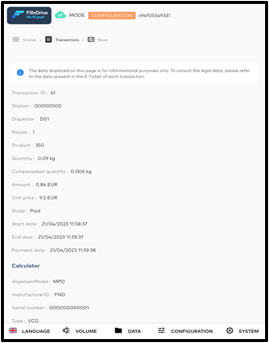 FillnDrive
MODE CONFIGURATION c94f05549331
Station > Transactions > Read
The data displayed on this page is for informational purposes only. To consult the legal data, please refer
to the data present in the E-Ticket of each transaction.
Transaction ID : 61
Station : 00000000
Dispenser : D01
Nozzle : 1
Product : 350
Quantity : 0.09 kg
Compensated quantity : 0.006 kg
Amount : 0.86 EUR
Unit price : 9.5 EUR
State : Paid
Start date : 21/04/2023 11:58:37
End date : 21/04/2023 11:59:37
Payment date : 21/04/2023 11:59:38
Calculator
dispenserModel : MPD
manufacturerID : FND
Serial number : 000000000001
Type : VCD
LANGUAGE VOLUME DATA CONFIGURATION SYSTEM